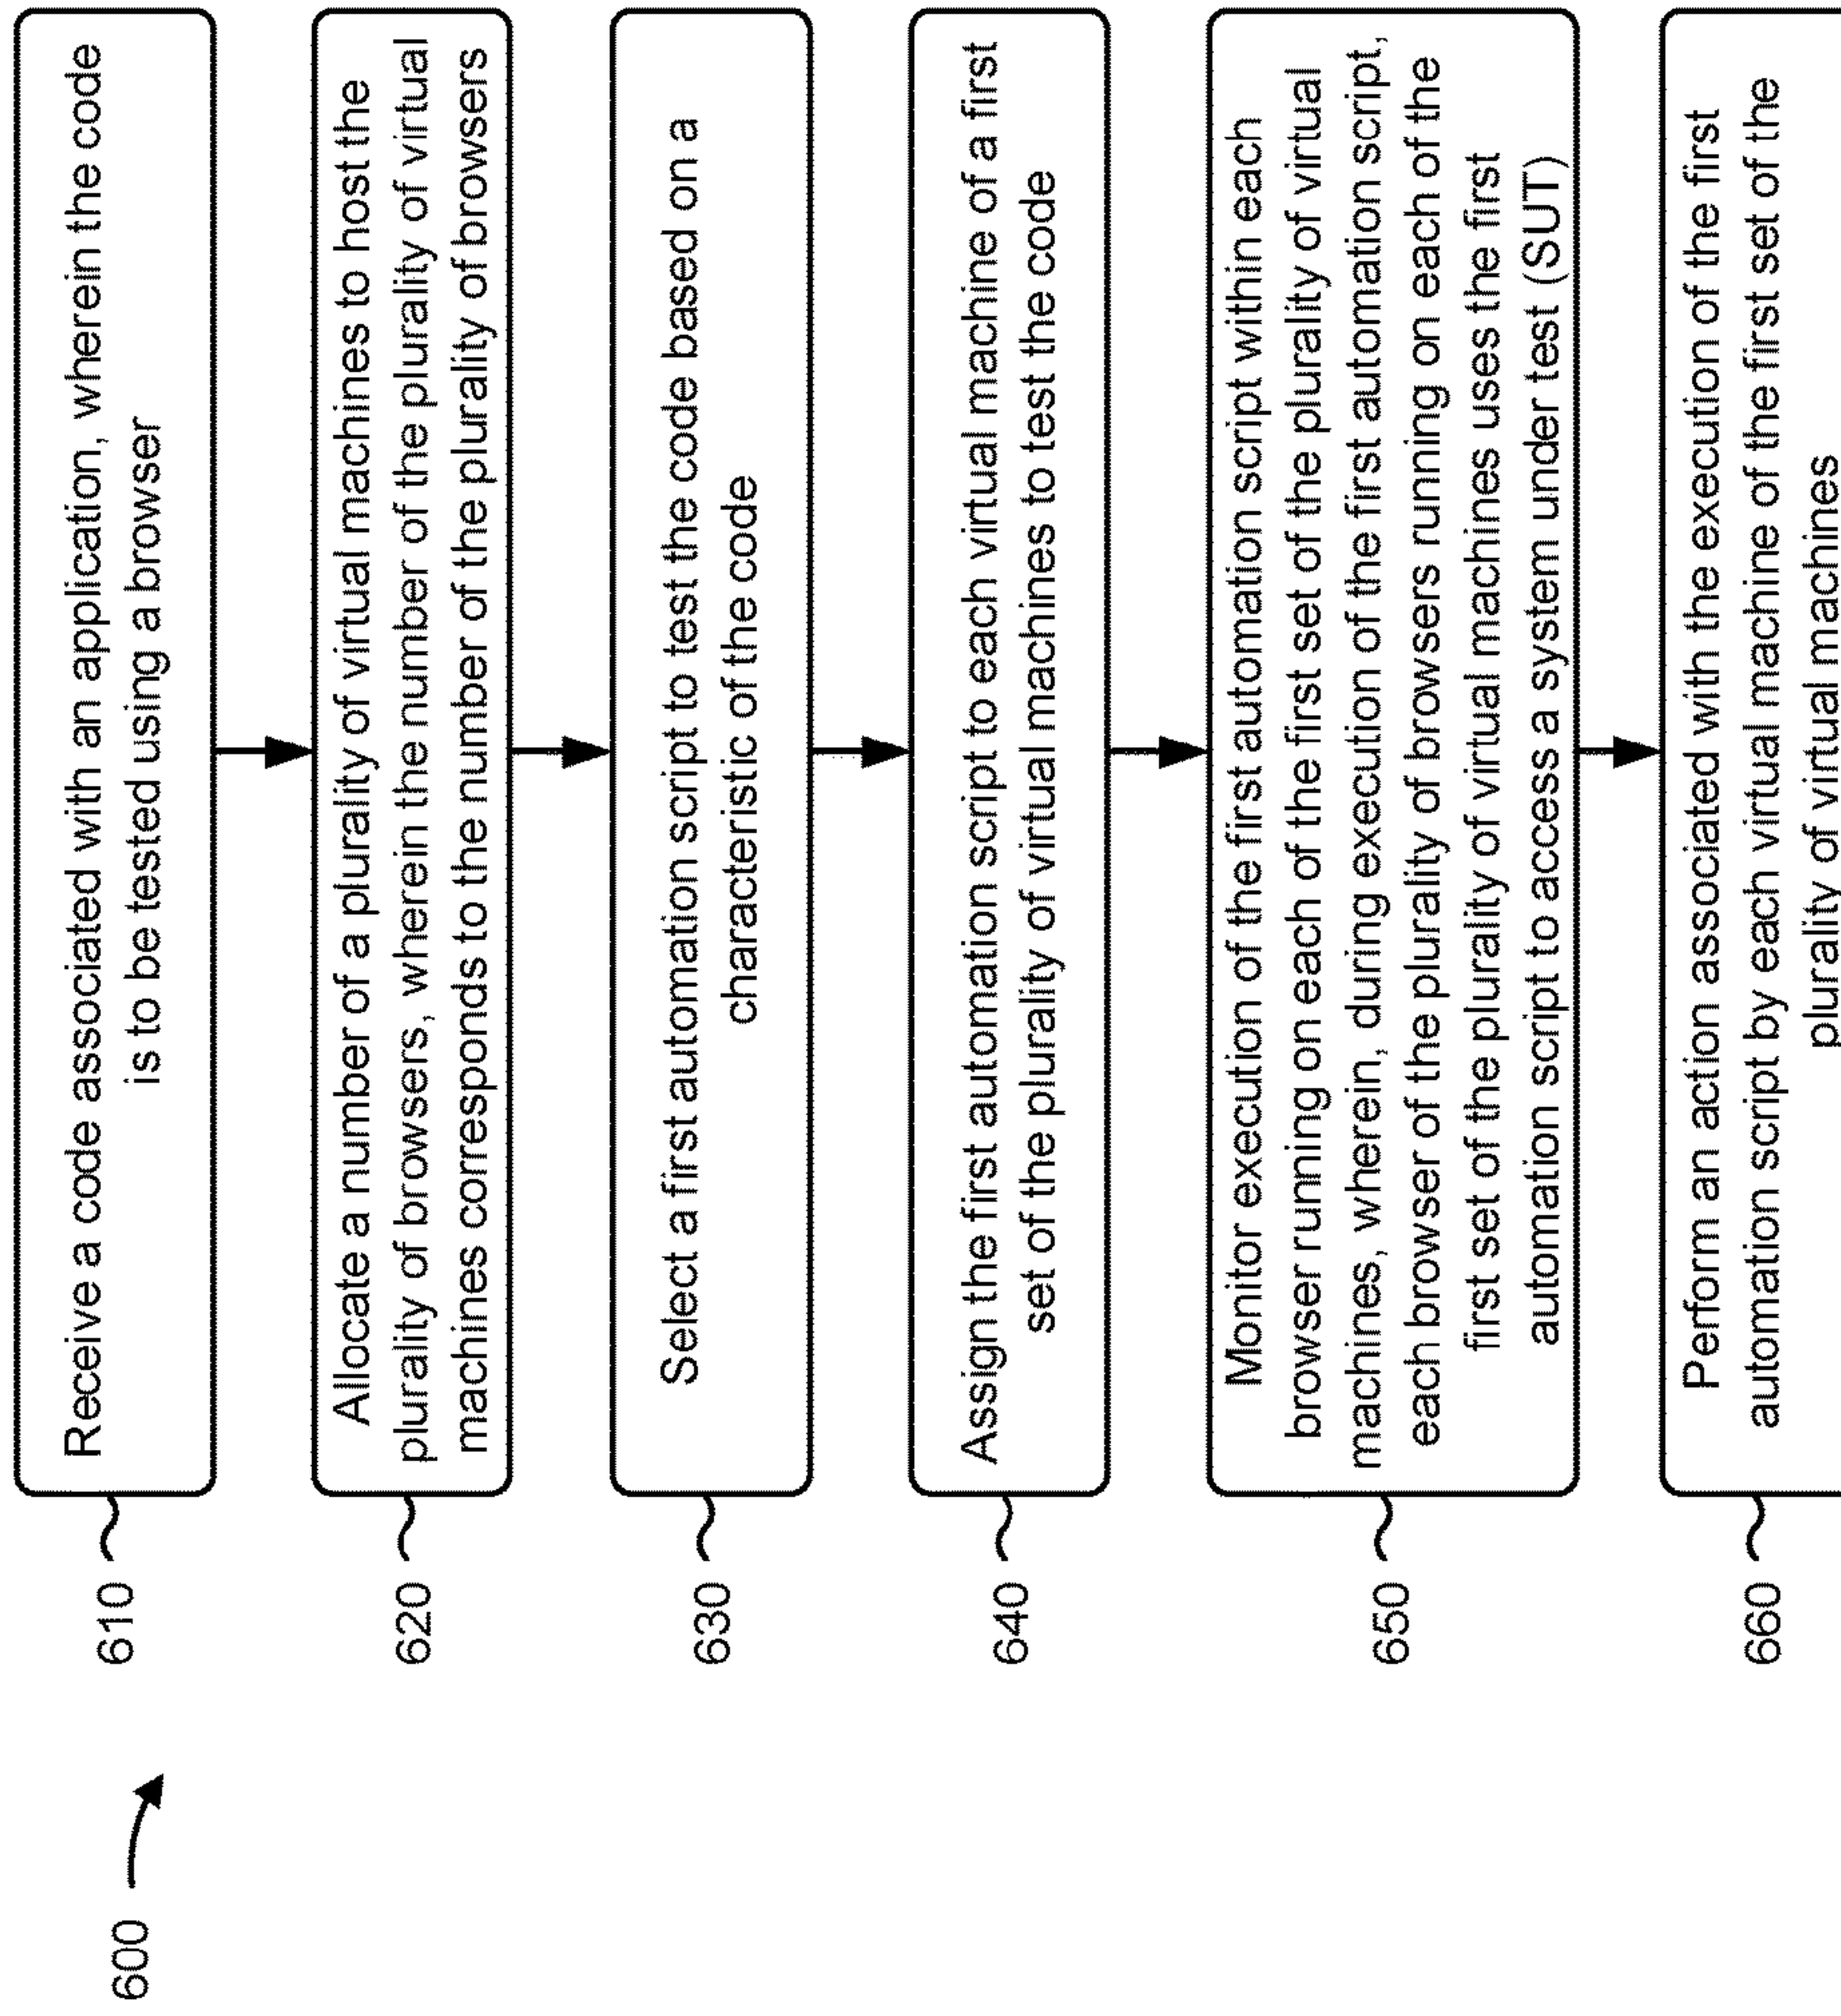 600
610
Receive a code associated with an application, wherein the code
is to be tested using a browser
620
Allocate a number of a plurality of virtual machines to host the
plurality of browsers, wherein the number of the plurality of virtual
machines corresponds to the number of the plurality of browsers
630
Select a first automation script to test the code based on a
characteristic of the code
640
Assign the first automation script to each virtual machine of a first
set of the plurality of virtual machines to test the code
650
Monitor execution of the first automation script within each
browser running on each of the first set of the plurality of virtual
machines, wherein, during execution of the first automation script,
each browser of the plurality of browsers running on each of the
first set of the plurality of virtual machines uses the first
automation script to access a system under test (SUT)
660
Perform an action associated with the execution of the first
automation script by each virtual machine of the first set of the
plurality of virtual machines